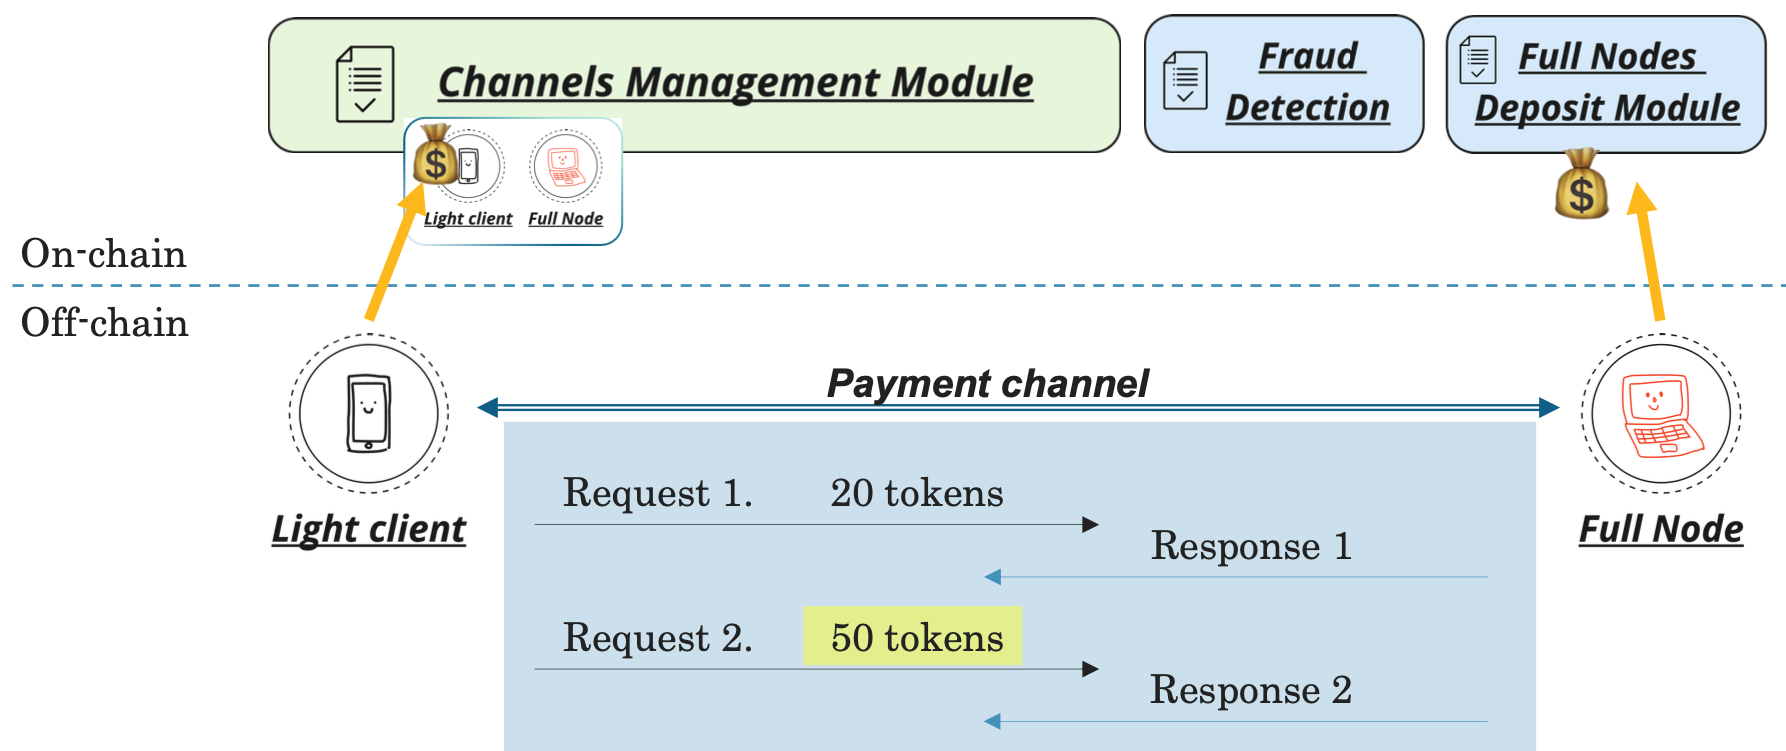 Channels Management Module
Fraud
Detection
Full Nodes
Deposit Module
$
$
Light client
Full Node
On-chain
Off-chain
Payment channel
Light client
Full Node
Request 1. 20 tokens
Response 1
Request 2. 50 tokens
Response 2